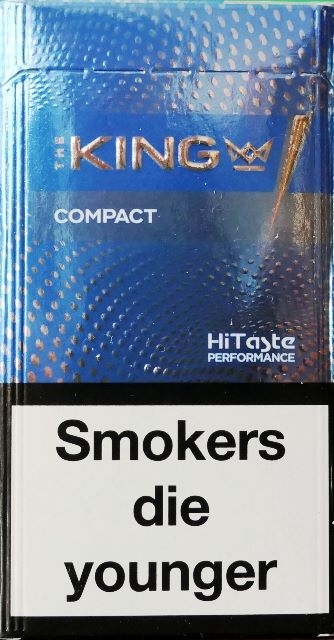 THE KING
COMPACT
HiTaste
PERFORMANCE
Smokers
die
younger